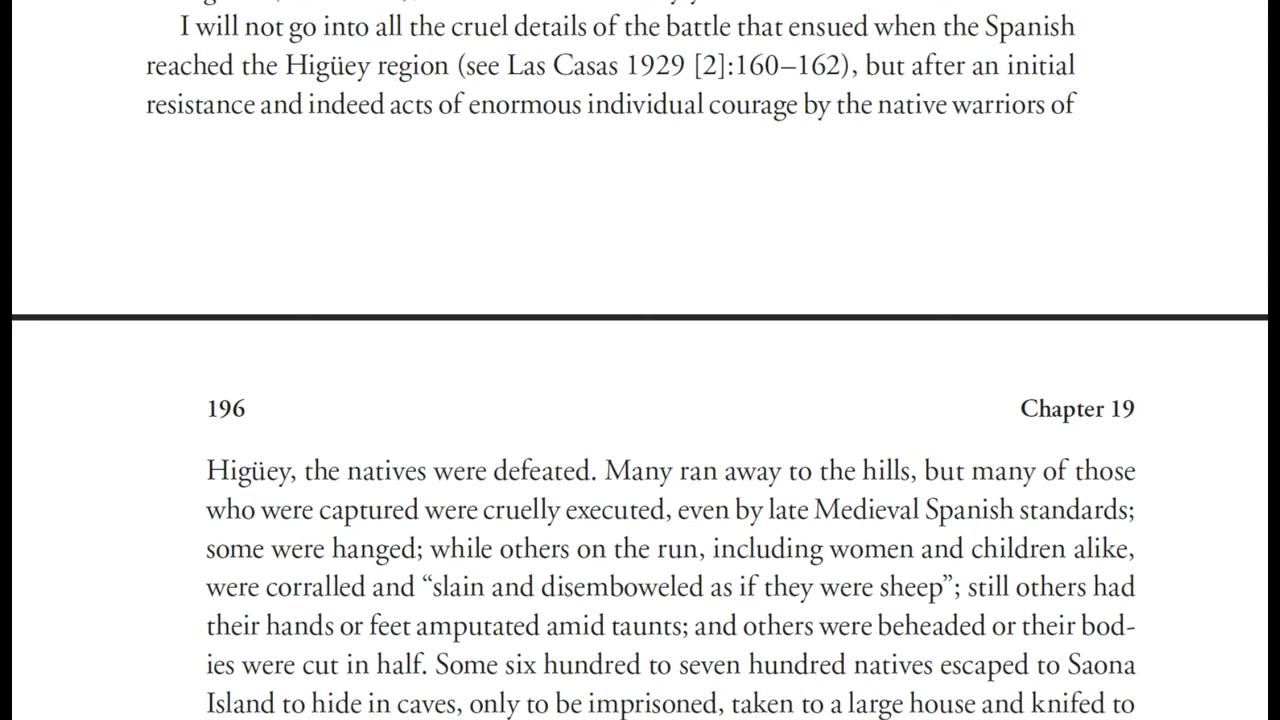 I will not go into all the cruel details of the battle that ensued when the Spanish
reached the Higüey region (see Las Casas 1929 [2]:160–162), but after an initial
resistance and indeed acts of enormous individual courage by the native warriors of
196 Chapter 19
Higüey, the natives were defeated. Many ran away to the hills, but many of those
who were captured were cruelly executed, even by late Medieval Spanish standards;
some were hanged; while others on the run, including women and children alike,
were corralled and “slain and disemboweled as if they were sheep”; still others had
their hands or feet amputated amid taunts; and others were beheaded or their bod-
ies were cut in half. Some six hundred to seven hundred natives escaped to Saona
Island to hide in caves, only to be imprisoned, taken to a large house and knifed to